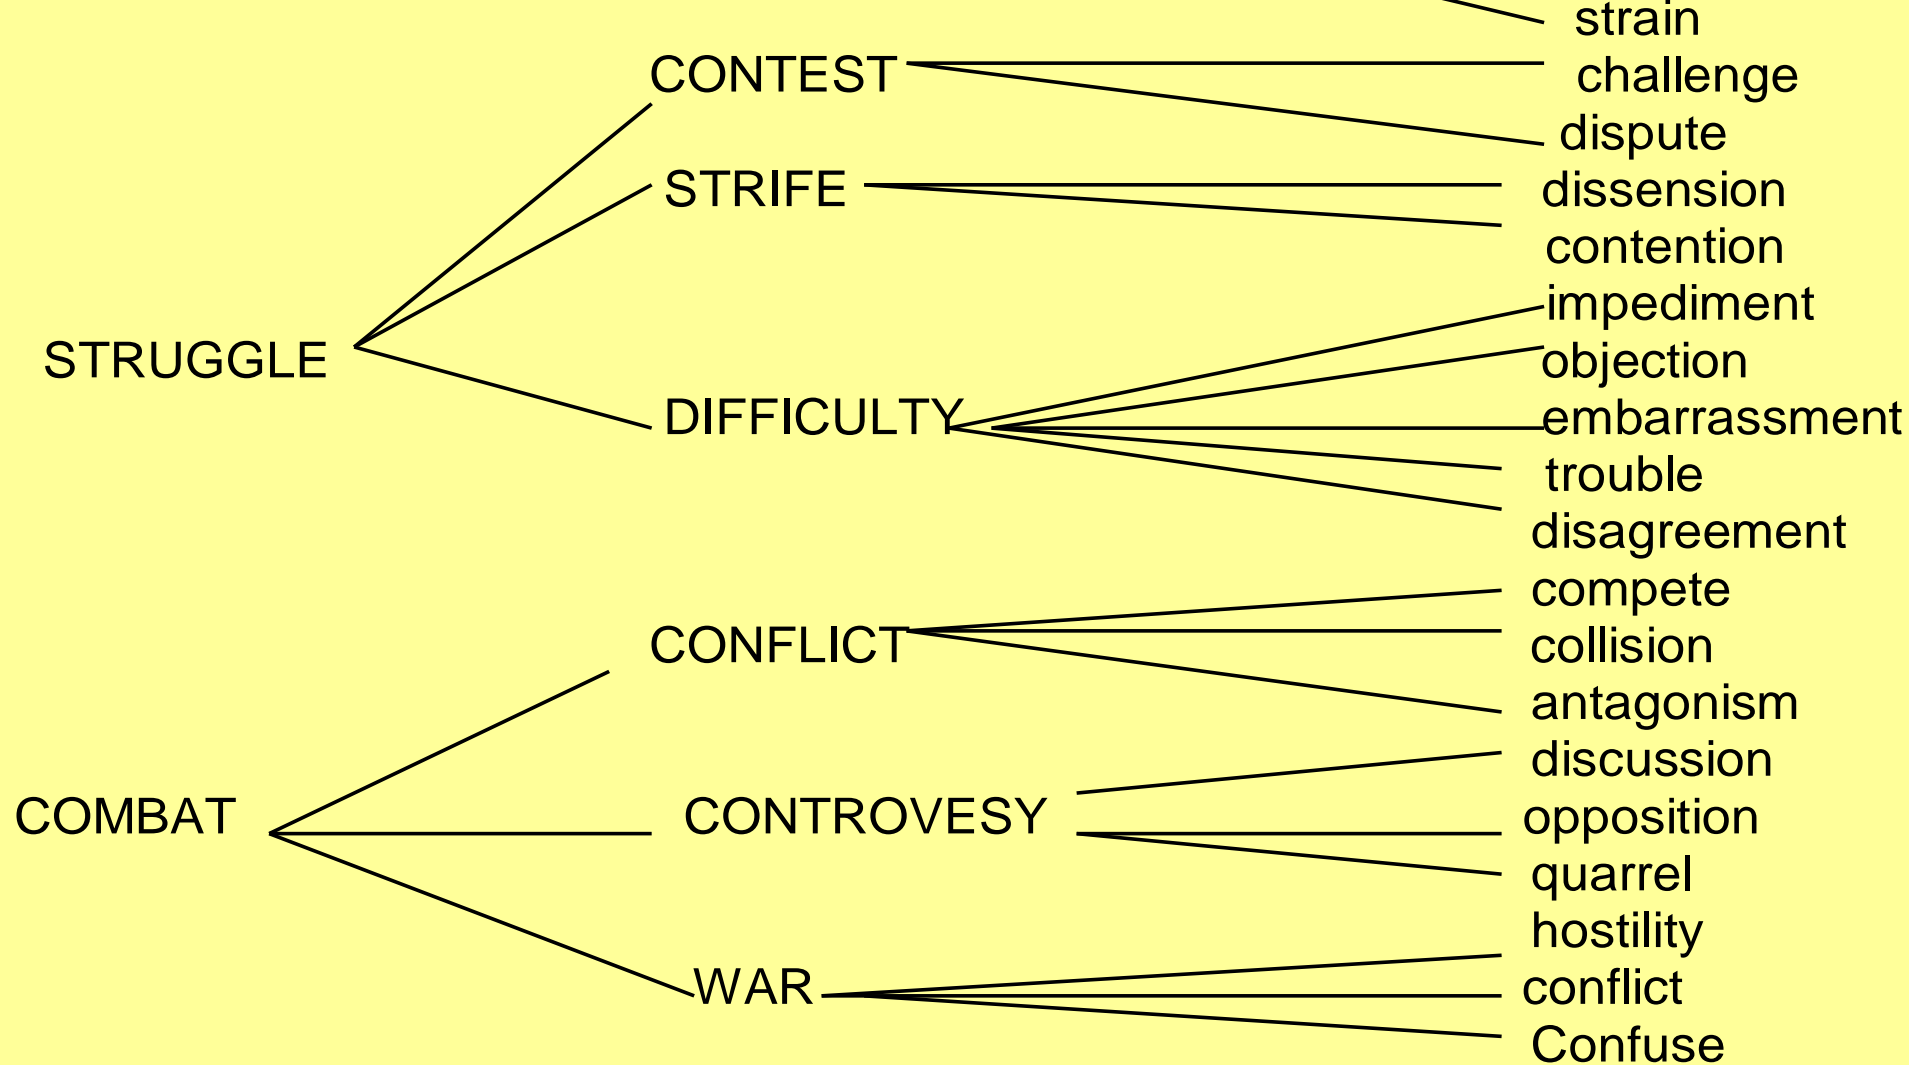 strain
CONTEST
challenge
dispute
STRIFE
dissension
contention
impediment
STRUGGLE
objection
DIFFICULTY
embarrassment
trouble
disagreement
compete
CONFLICT
collision
antagonism
discussion
COMBAT
CONTROVESY
opposition
quarrel
hostility
WAR
conflict
Confuse